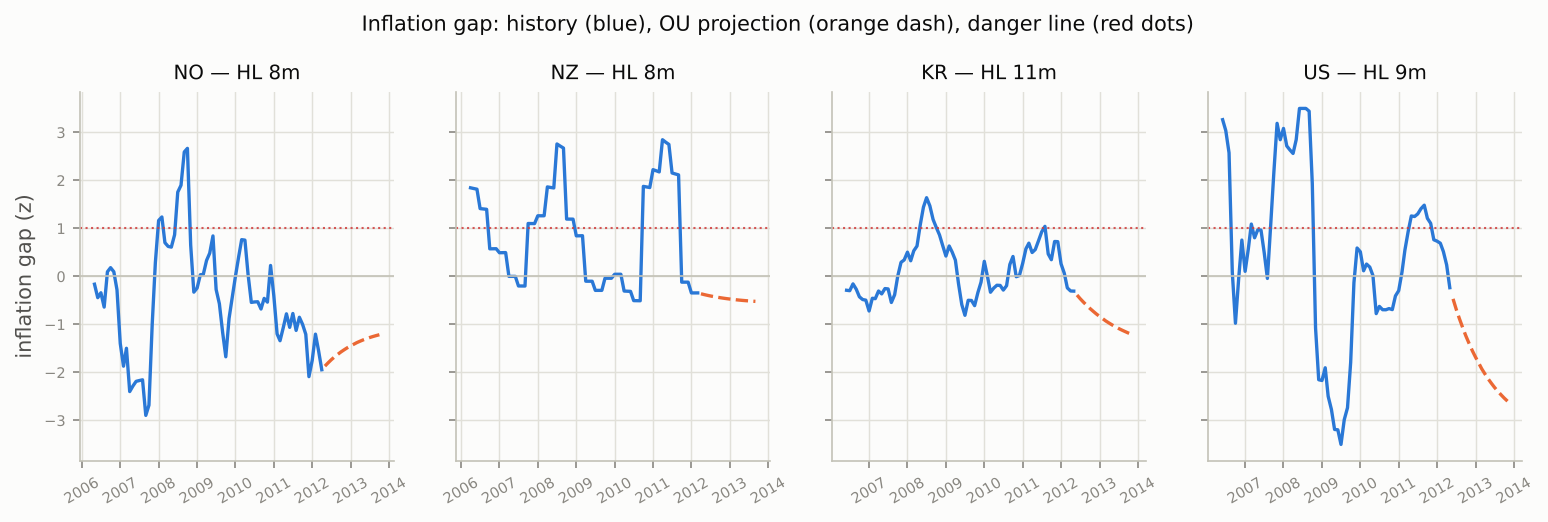 Inflation gap: history (blue), OU projection (orange dash), danger line (red dots)
NO — HL 8m
NZ — HL 8m
KR — HL 11m
US — HL 9m
inflation gap (z)
3
2
1
0
−1
−2
−3
2006 2007 2008 2009 2010 2011 2012 2013 2014
2006 2007 2008 2009 2010 2011 2012 2013 2014
2007 2008 2009 2010 2011 2012 2013 2014
2007 2008 2009 2010 2011 2012 2013 2014